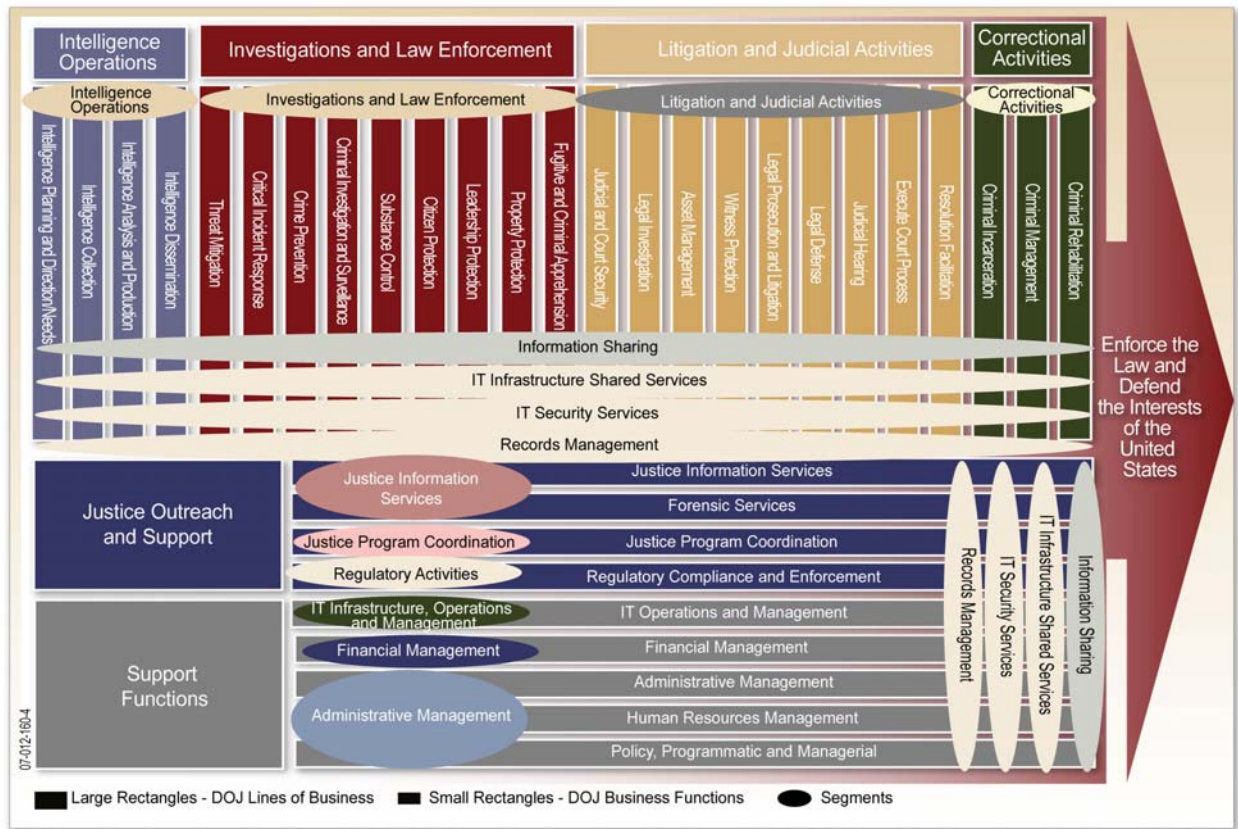 Intelligence
Operations
Investigations and Law Enforcement
Litigation and Judicial Activities
Correctional
Activities
Intelligence
Operations
Investigations and Law Enforcement
Litigation and Judicial Activities
Correctional
Activities
Intelligence Planning and Direction/Needs
Intelligence Collection
Intelligence Analysis and Production
Intelligence Dissemination
Threat Mitigation
Critical Incident Response
Crime Prevention
Criminal Investigation and Surveillance
Substance Control
Citizen Protection
Leadership Protection
Property Protection
Fugitive and Criminal Apprehension
Judicial and Court Security
Legal Investigation
Asset Management
Witness Protection
Legal Prosecution and Litigation
Legal Defense
Judicial Hearing
Execute Court Process
Resolution Facilitation
Criminal Incarceration
Criminal Management
Criminal Rehabilitation
Information Sharing
IT Infrastructure Shared Services
IT Security Services
Records Management
Enforce the
Law and
Defend
the Interests
of the
United
States
Justice Outreach
and Support
Justice Information
Services
Justice Information Services
Forensic Services
Justice Program Coordination
Justice Program Coordination
Regulatory Activities
Regulatory Compliance and Enforcement
Support
Functions
IT Infrastructure, Operations
and Management
IT Operations and Management
Financial Management
Financial Management
Administrative Management
Administrative Management
Human Resources Management
Policy, Programmatic and Managerial
Records Management
IT Security Services
IT Infrastructure Shared Services
Information Sharing
07-012-160-4
Large Rectangles - DOJ Lines of Business
Small Rectangles - DOJ Business Functions
Segments